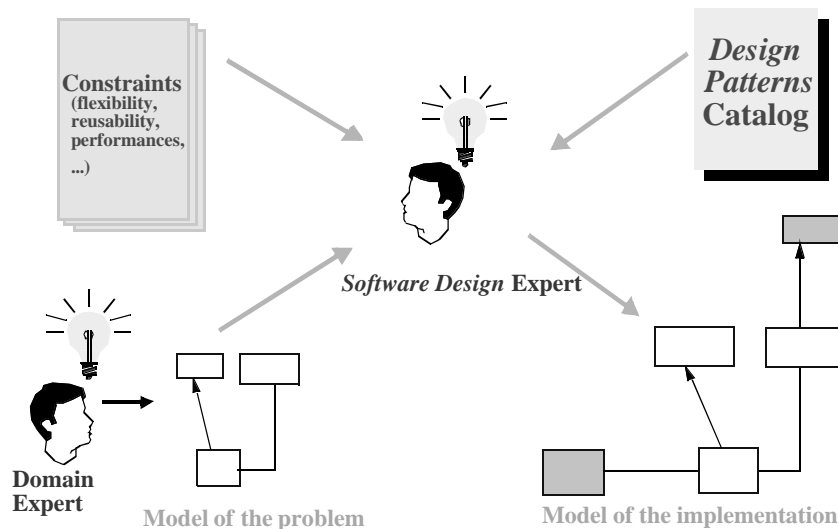 Constraints
(flexibility,
reusability,
performances,
...)
Design
Patterns
Catalog
Software Design Expert
Domain
Expert
Model of the problem
Model of the implementation